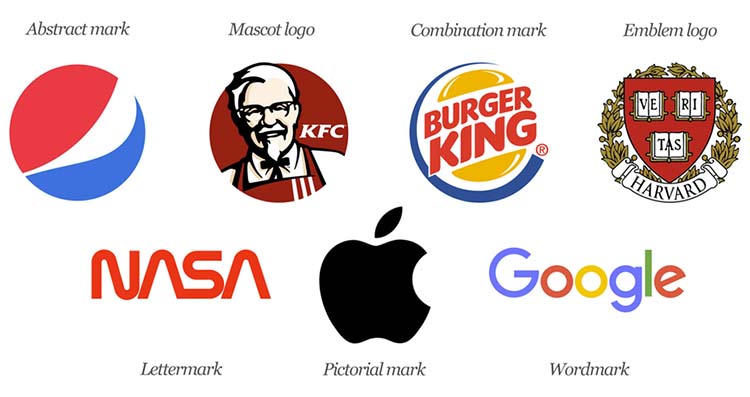 Abstract mark
Mascot logo
Combination mark
Emblem logo
KFC
BURGER
KING
®
VE RI
TAS
HARVARD
NASA
Google
Lettermark
Pictorial mark
Wordmark